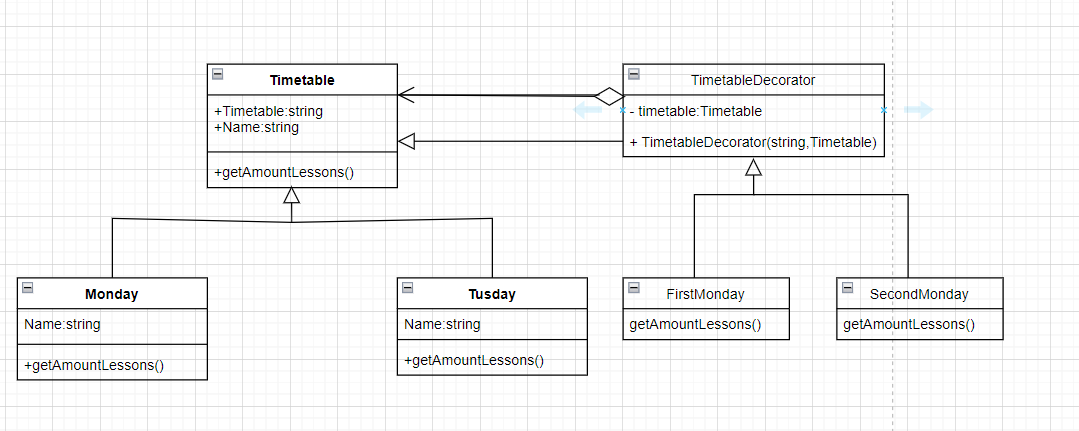 Timetable
+Timetable:string
+Name:string
+getAmountLessons()
TimetableDecorator
- timetable:Timetable
+ TimetableDecorator(string,Timetable)
Monday
Name:string
+getAmountLessons()
Tusday
Name:string
+getAmountLessons()
FirstMonday
getAmountLessons()
SecondMonday
getAmountLessons()